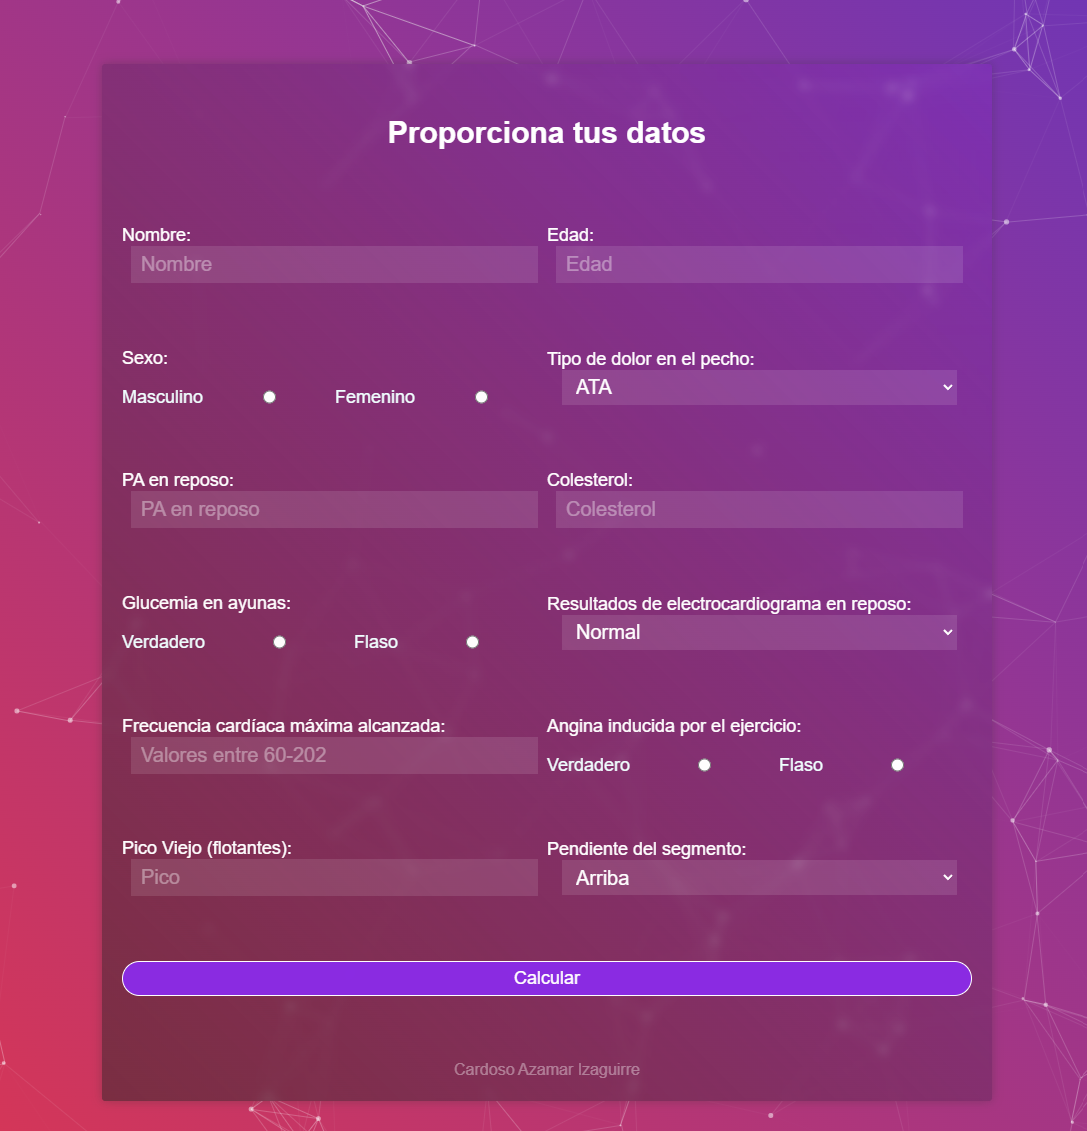 Proporciona tus datos
Nombre: Edad:
Nombre Edad
Sexo: Tipo de dolor en el pecho:
Masculino Femenino ATA
PA en reposo: Colesterol:
PA en reposo Colesterol
Glucemia en ayunas: Resultados de electrocardiograma en reposo:
Verdadero Flaso Normal
Frecuencia cardíaca máxima alcanzada: Angina inducida por el ejercicio:
Valores entre 60-202 Verdadero Flaso
Pico Viejo (flotantes): Pendiente del segmento:
Pico Arriba
Calcular
Cardoso Azamar Izaguirre